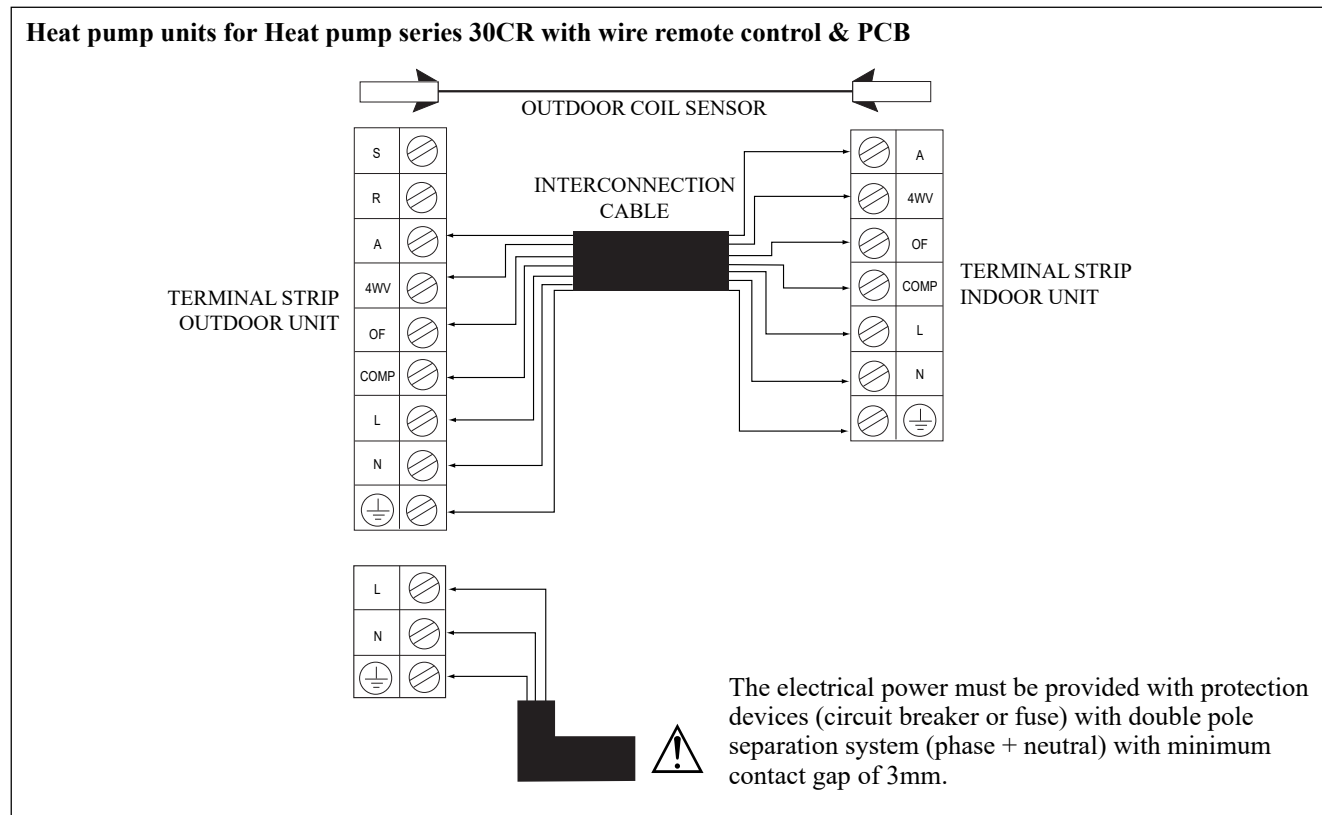 Heat pump units for Heat pump series 30CR with wire remote control & PCB
OUTDOOR COIL SENSOR
INTERCONNECTION
CABLE
TERMINAL STRIP
OUTDOOR UNIT
S
R
A
4WV
OF
COMP
L
N
A
4WV
OF
COMP
L
N
TERMINAL STRIP
INDOOR UNIT
L
N
The electrical power must be provided with protection
devices (circuit breaker or fuse) with double pole
separation system (phase + neutral) with minimum
contact gap of 3mm.